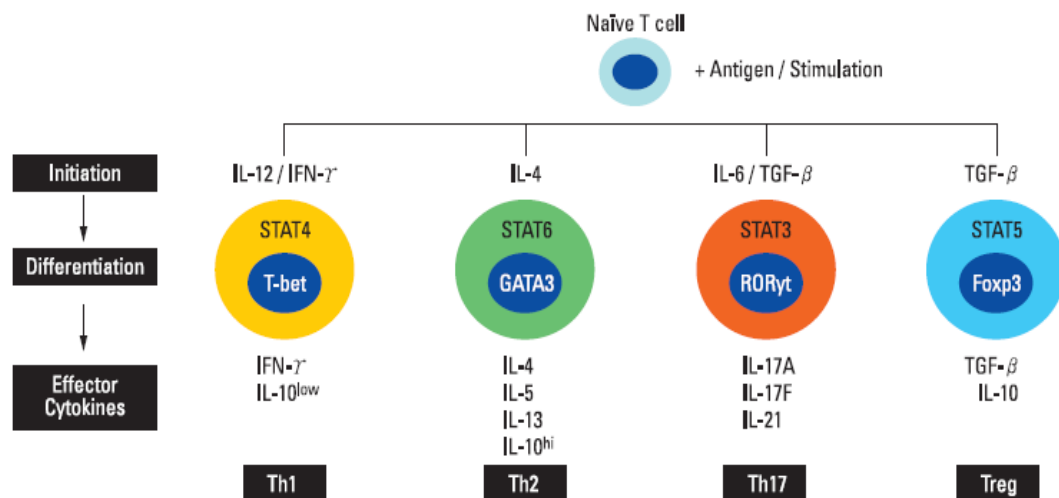 Naïve T cell
+ Antigen / Stimulation
Initiation
IL-12 / IFN-γ
IL-4
IL-6 / TGF-β
TGF-β
Differentiation
STAT4
T-bet
STAT6
GATA3
STAT3
RORyt
STAT5
Foxp3
Effector
Cytokines
IFN-γ
IL-10low
IL-4
IL-5
IL-13
IL-10hi
IL-17A
IL-17F
IL-21
TGF-β
IL-10
Th1
Th2
Th17
Treg